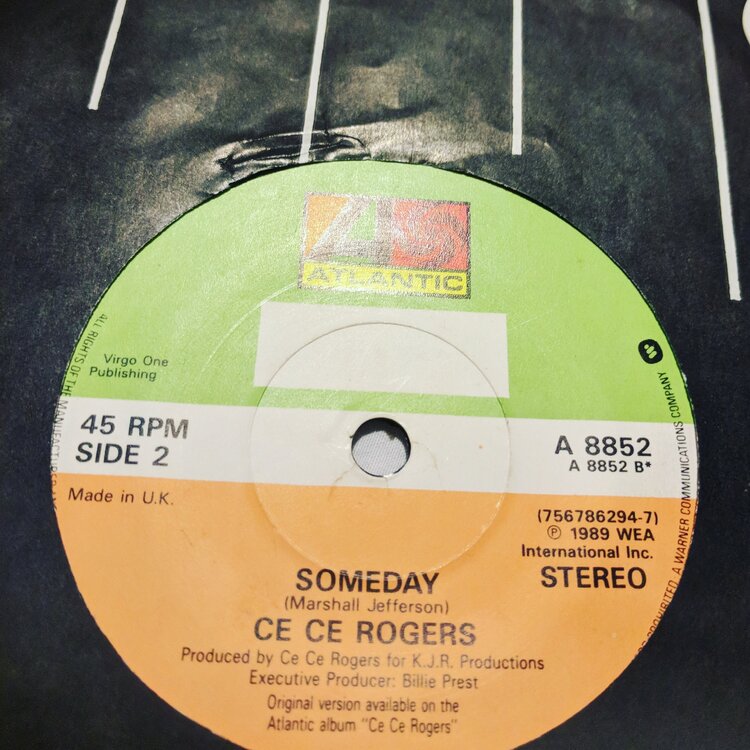 ATLANTIC
Virgo One
Publishing
45 RPM
SIDE 2
Made in U.K.
A 8852
A 8852 B*
(756786294-7)
℗ 1989 WEA
International Inc.
STEREO
SOMEDAY
(Marshall Jefferson)
CE CE ROGERS
Produced by Ce Ce Rogers for K.J.R. Productions
Executive Producer: Billie Prest
Original version available on the
Atlantic album "Ce Ce Rogers"
ALL RIGHTS OF THE MANUFACTURER
PROHIBITED. A WARNER COMMUNICATIONS COMPANY